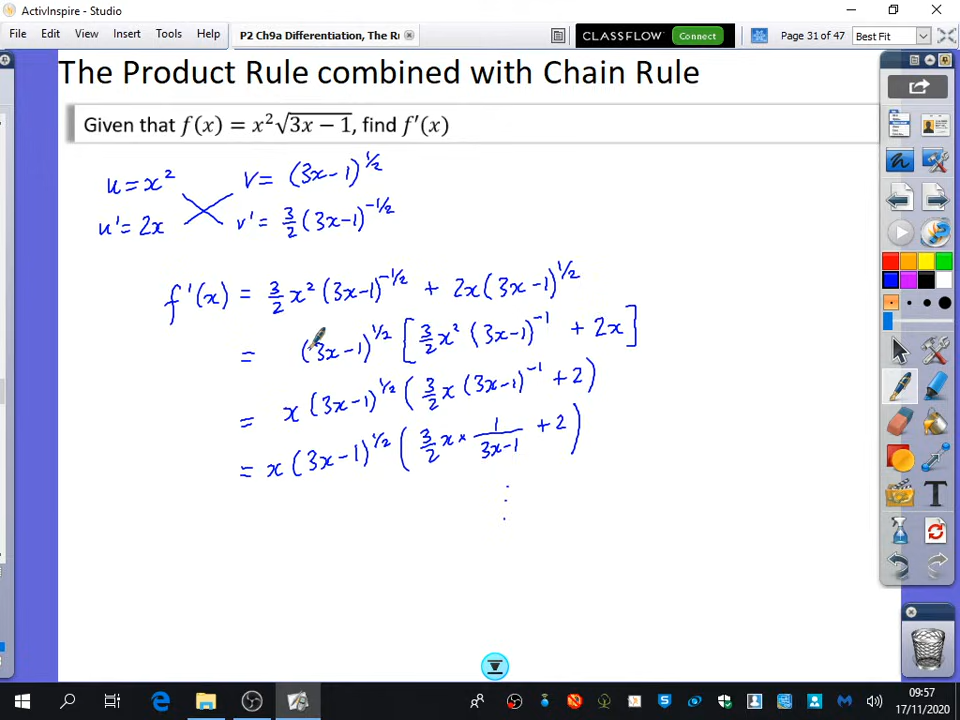 ActivInspire - Studio
File Edit View Insert Tools Help P2 Ch9a Differentiation, The Ru CLASSFLOW Connect Page 31 of 47 Best Fit
The Product Rule combined with Chain Rule
Given that f(x) = x²√(3x − 1), find f′(x)
u = x² v = (3x-1)^1/2
u' = 2x v' = 3/2 (3x-1)^-1/2
f'(x) = 3/2 x² (3x-1)^-1/2 + 2x(3x-1)^1/2
= (3x-1)^1/2 [3/2 x² (3x-1)^-1 + 2x]
= x(3x-1)^1/2 (3/2 x (3x-1)^-1 + 2)
= x(3x-1)^1/2 (3/2 x × 1/(3x-1) + 2)
⋮
09:57
17/11/2020